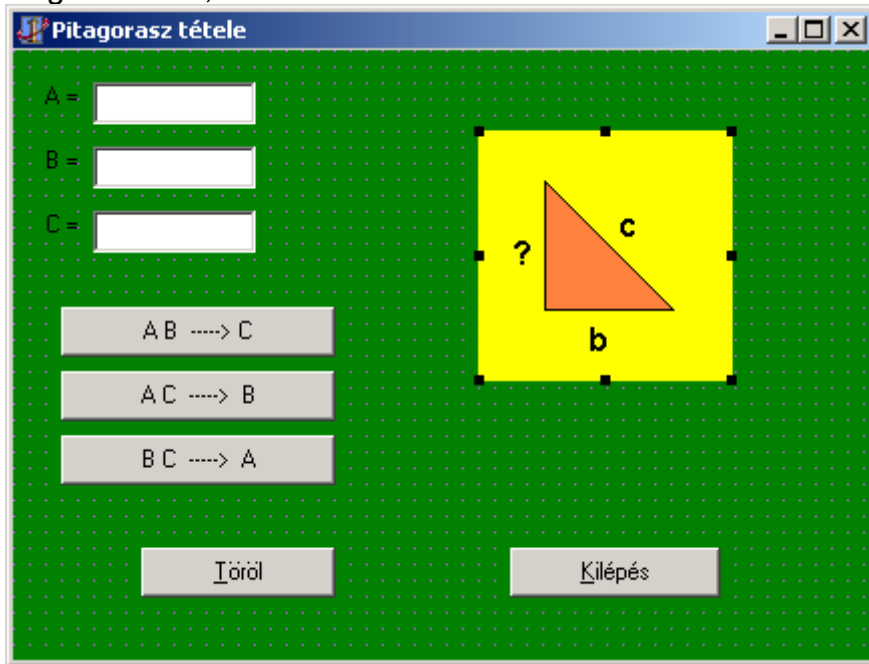 Pitagorasz tétele
A =
B =
C =
? c
b
A B -----> C
A C -----> B
B C -----> A
Töröl
Kilépés